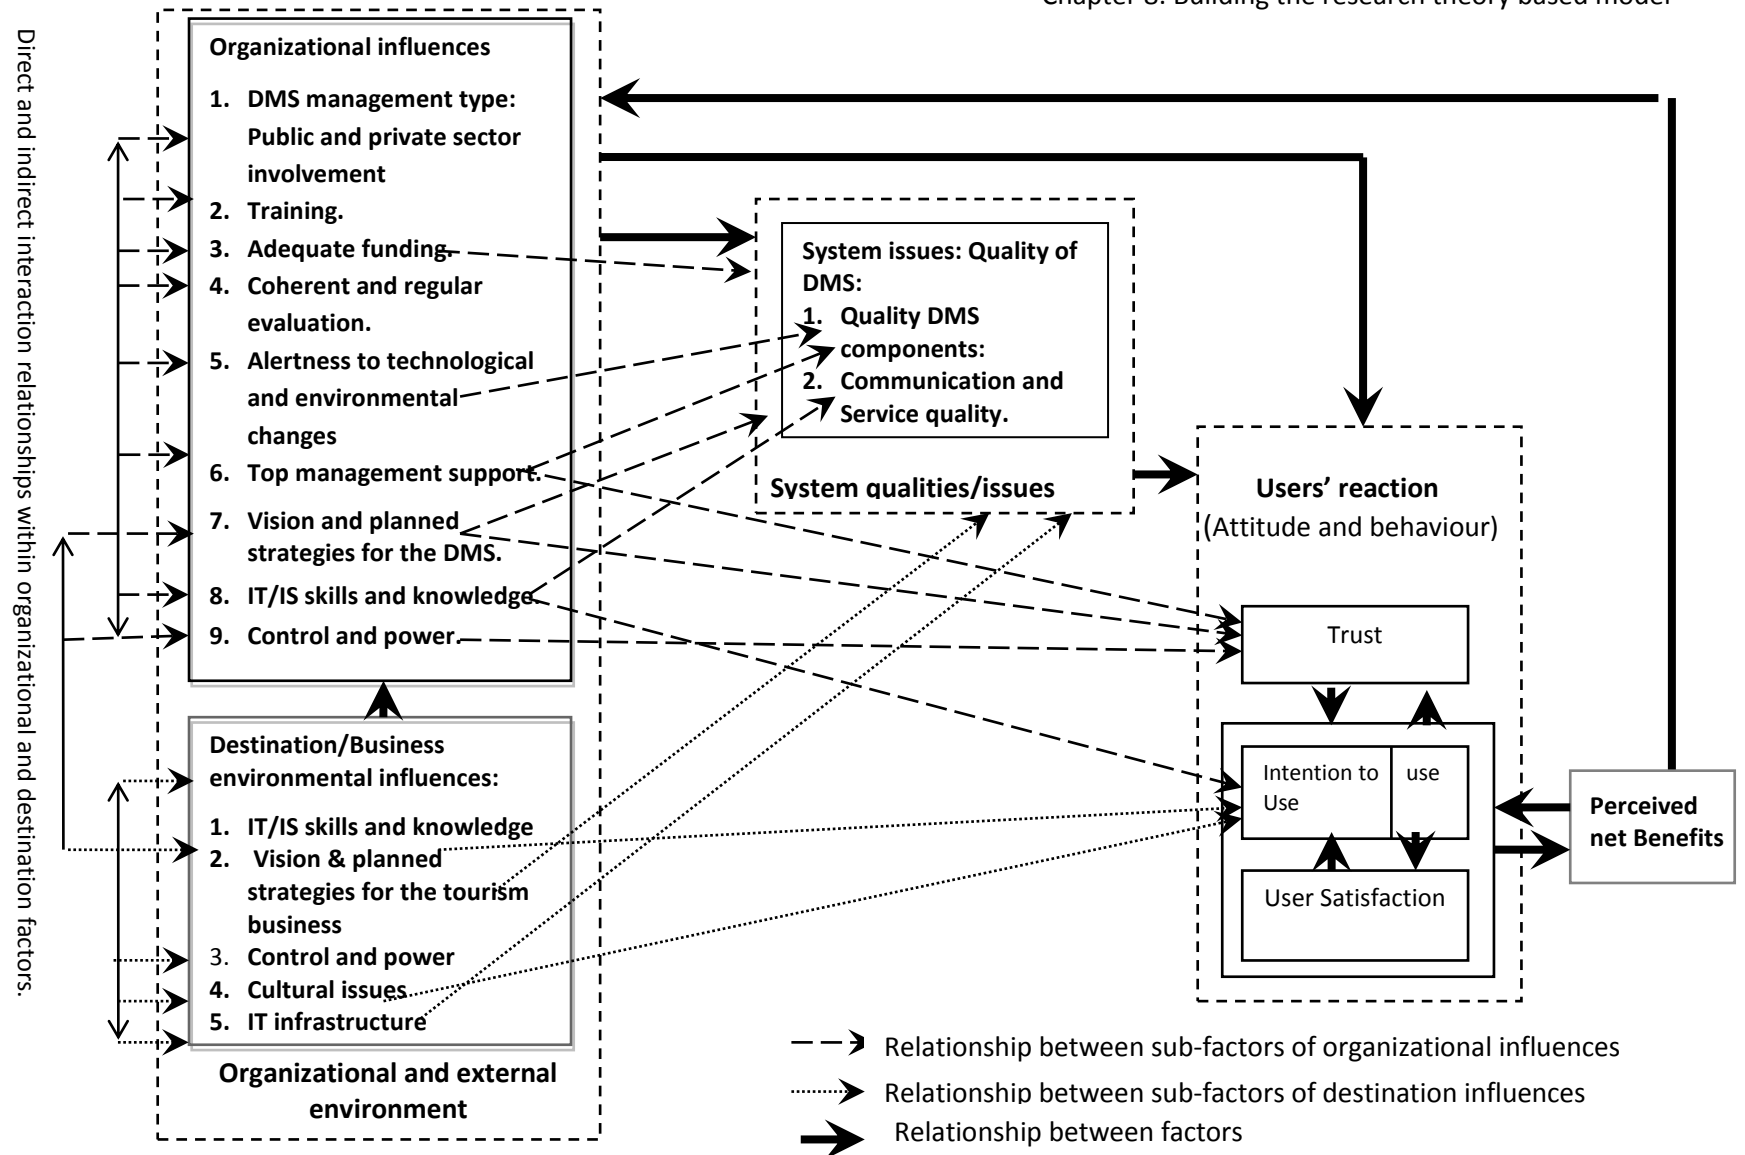 Chapter 8: Building the research theory based model
Direct and indirect interaction relationships within organizational and destination factors.
Organizational influences
1. DMS management type:
Public and private sector
involvement
2. Training.
3. Adequate funding.
4. Coherent and regular
evaluation.
5. Alertness to technological
and environmental
changes
6. Top management support.
7. Vision and planned
strategies for the DMS.
8. IT/IS skills and knowledge.
9. Control and power.
Destination/Business
environmental influences:
1. IT/IS skills and knowledge
2. Vision & planned
strategies for the tourism
business
3. Control and power
4. Cultural issues
5. IT infrastructure
Organizational and external
environment
System issues: Quality of
DMS:
1. Quality DMS
components:
2. Communication and
Service quality.
System qualities/issues
Users’ reaction
(Attitude and behaviour)
Trust
Intention to
Use
use
User Satisfaction
Perceived
net Benefits
Relationship between sub-factors of organizational influences
Relationship between sub-factors of destination influences
Relationship between factors